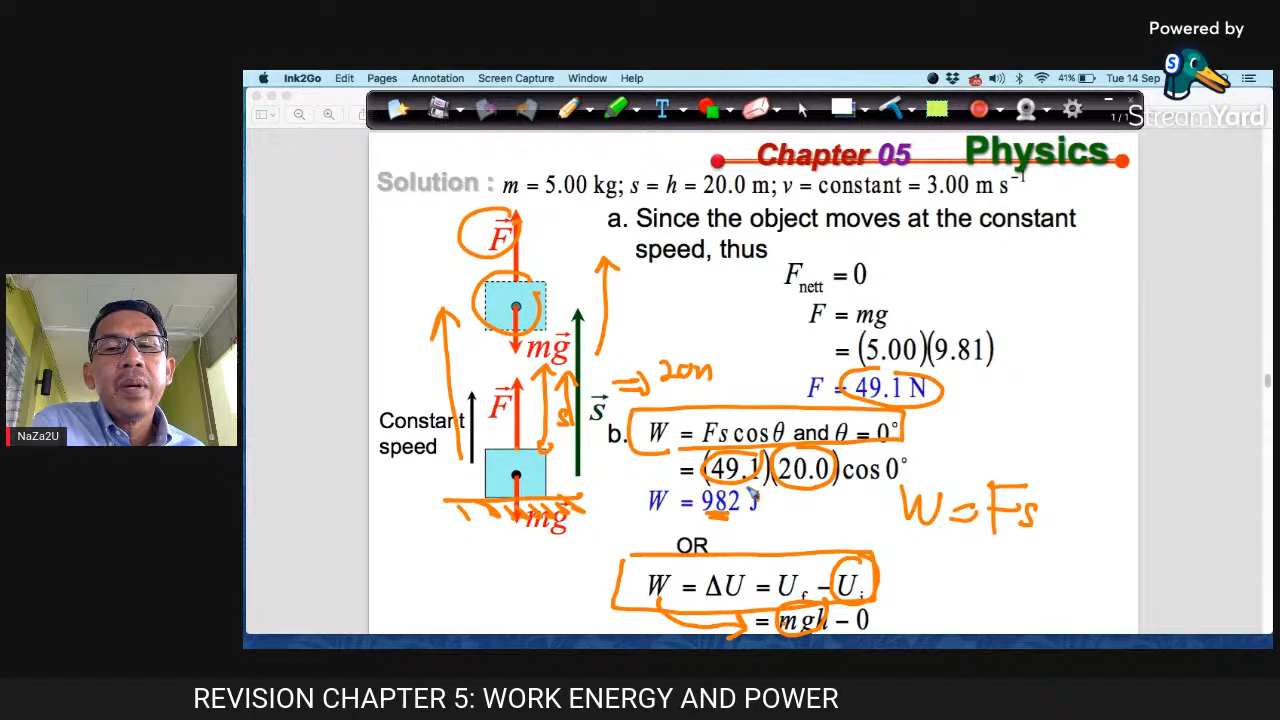 Powered by
StreamYard
Ink2Go Edit Pages Annotation Screen Capture Window Help 41% Tue 14 Sep
1/1
Chapter 05 Physics
Solution : m = 5.00 kg; s = h = 20.0 m; v = constant = 3.00 m s⁻¹
a. Since the object moves at the constant
speed, thus
F
F_nett = 0
F = mg
mg
= (5.00)(9.81)
20m
F = 49.1 N
F
s
s
Constant
speed
b. W = Fs cos θ and θ = 0°
= (49.1)(20.0) cos 0°
W = 982 J
W = Fs
mg
OR
W = ΔU = U_f − U_i
= mgh − 0
NaZa2U
REVISION CHAPTER 5: WORK ENERGY AND POWER